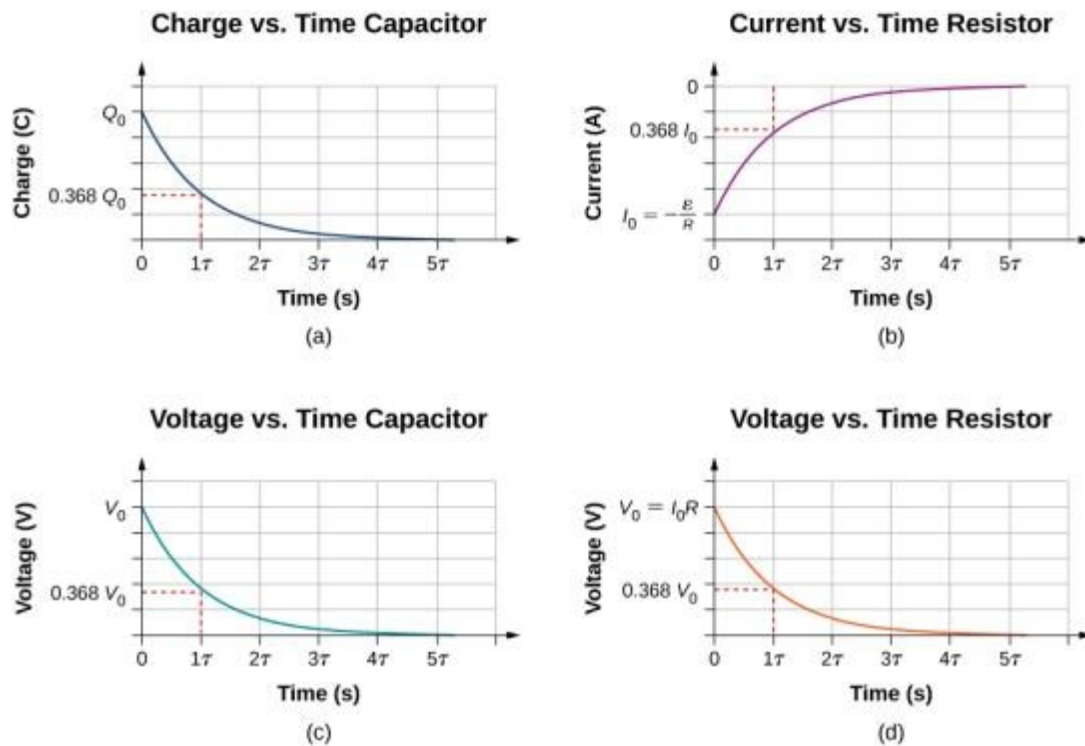 Charge vs. Time Capacitor
Charge (C)
Q₀
0.368 Q₀
0 1τ 2τ 3τ 4τ 5τ
Time (s)
(a)
Current vs. Time Resistor
Current (A)
0
0.368 I₀
I₀ = −ε/R
0 1τ 2τ 3τ 4τ 5τ
Time (s)
(b)
Voltage vs. Time Capacitor
Voltage (V)
V₀
0.368 V₀
0 1τ 2τ 3τ 4τ 5τ
Time (s)
(c)
Voltage vs. Time Resistor
Voltage (V)
V₀ = I₀R
0.368 V₀
0 1τ 2τ 3τ 4τ 5τ
Time (s)
(d)